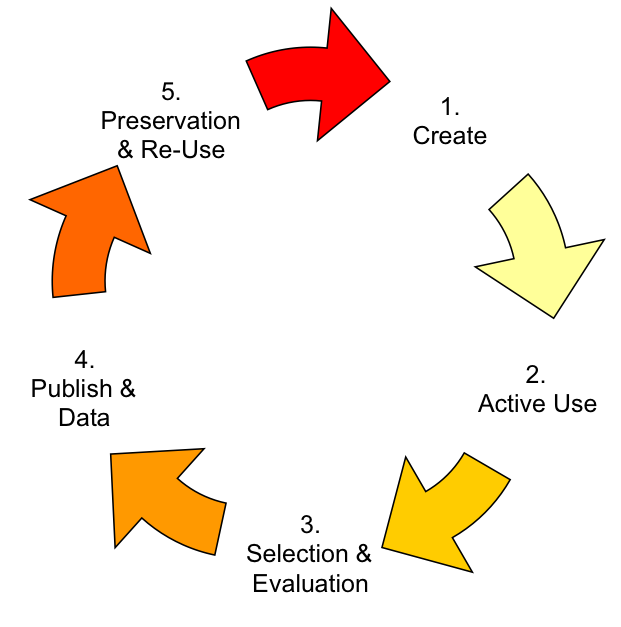 1.
Create
2.
Active Use
3.
Selection &
Evaluation
4.
Publish &
Data
5.
Preservation
& Re-Use